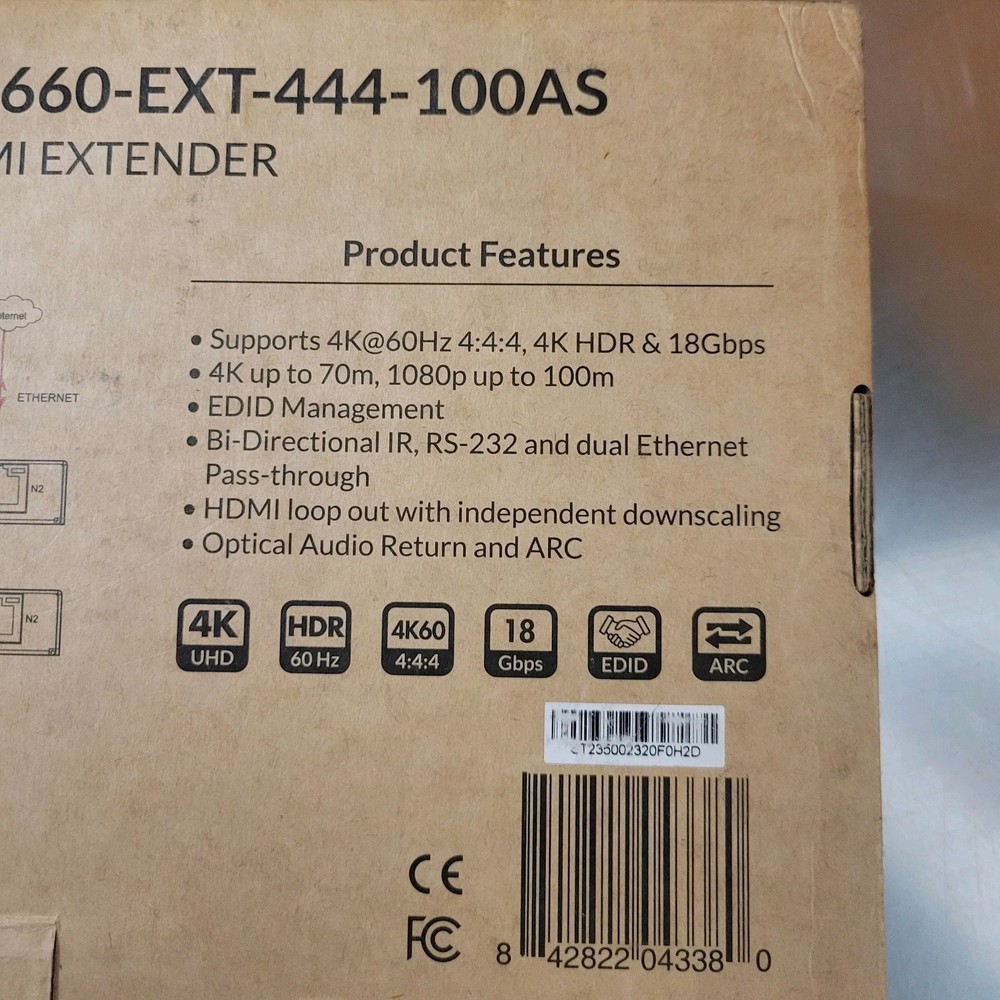 660-EXT-444-100AS
MI EXTENDER
Product Features
ternet
ETHERNET
• Supports 4K@60Hz 4:4:4, 4K HDR & 18Gbps
• 4K up to 70m, 1080p up to 100m
• EDID Management
• Bi-Directional IR, RS-232 and dual Ethernet
Pass-through
• HDMI loop out with independent downscaling
• Optical Audio Return and ARC
N2
N2
4K
UHD
HDR
60 Hz
4K60
4:4:4
18
Gbps
EDID
ARC
T235002320F0H2D
CE
FC
8 42822 04338 0